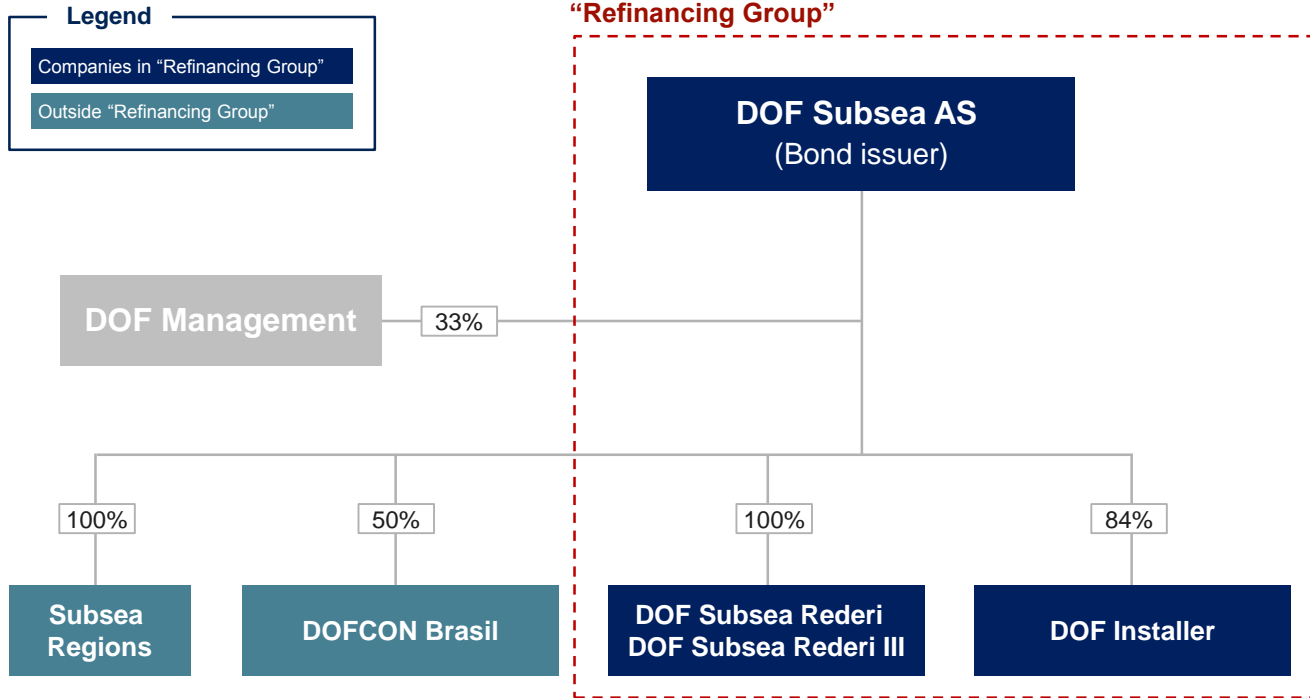 Legend
Companies in “Refinancing Group”
Outside “Refinancing Group”
“Refinancing Group”
DOF Subsea AS
(Bond issuer)
DOF Management
33%
100%
50%
100%
84%
Subsea
Regions
DOFCON Brasil
DOF Subsea Rederi
DOF Subsea Rederi III
DOF Installer